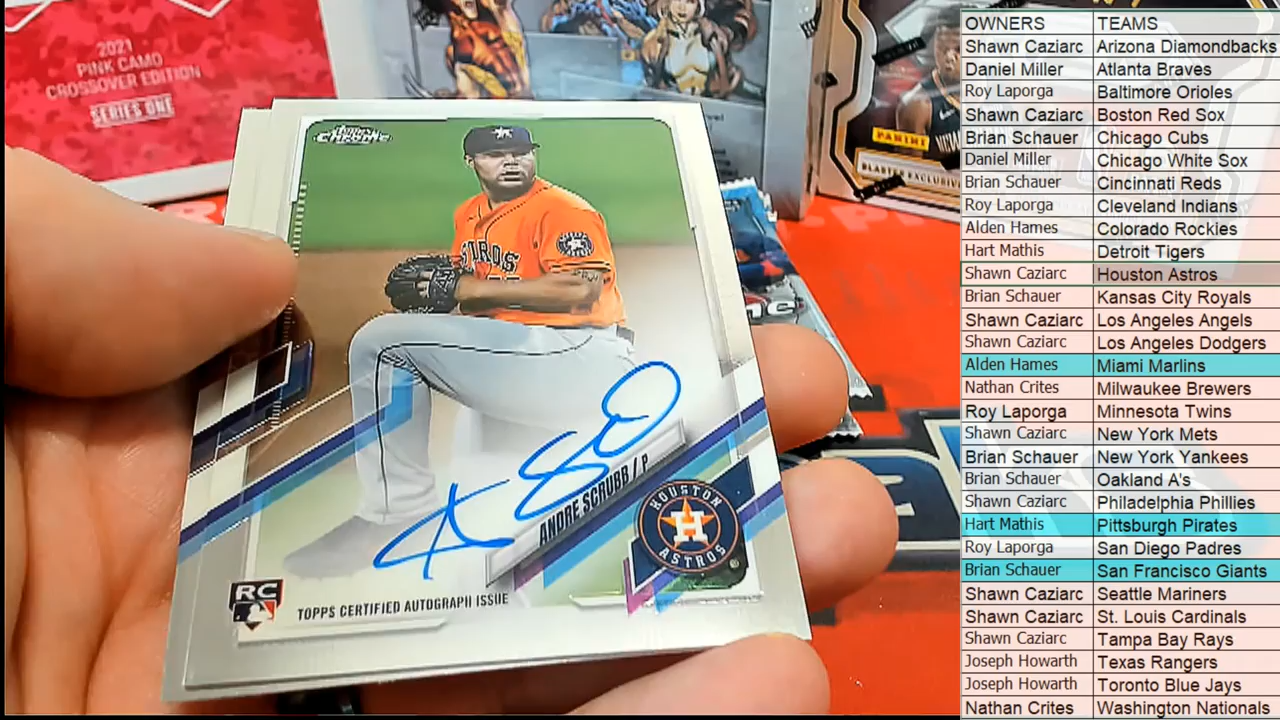 2021
PINK CAMO
CROSSOVER EDITION
SERIES ONE
PANINI
BLASTER EXCLUSIVE
Topps
CHROME
ASTROS
ANDRE SCRUBB / P
HOUSTON
H
ASTROS
RC
TOPPS CERTIFIED AUTOGRAPH ISSUE
OWNERS TEAMS
Shawn Caziarc Arizona Diamondbacks
Daniel Miller Atlanta Braves
Roy Laporga Baltimore Orioles
Shawn Caziarc Boston Red Sox
Brian Schauer Chicago Cubs
Daniel Miller Chicago White Sox
Brian Schauer Cincinnati Reds
Roy Laporga Cleveland Indians
Alden Hames Colorado Rockies
Hart Mathis Detroit Tigers
Shawn Caziarc Houston Astros
Brian Schauer Kansas City Royals
Shawn Caziarc Los Angeles Angels
Shawn Caziarc Los Angeles Dodgers
Alden Hames Miami Marlins
Nathan Crites Milwaukee Brewers
Roy Laporga Minnesota Twins
Shawn Caziarc New York Mets
Brian Schauer New York Yankees
Brian Schauer Oakland A's
Shawn Caziarc Philadelphia Phillies
Hart Mathis Pittsburgh Pirates
Roy Laporga San Diego Padres
Brian Schauer San Francisco Giants
Shawn Caziarc Seattle Mariners
Shawn Caziarc St. Louis Cardinals
Shawn Caziarc Tampa Bay Rays
Joseph Howarth Texas Rangers
Joseph Howarth Toronto Blue Jays
Nathan Crites Washington Nationals